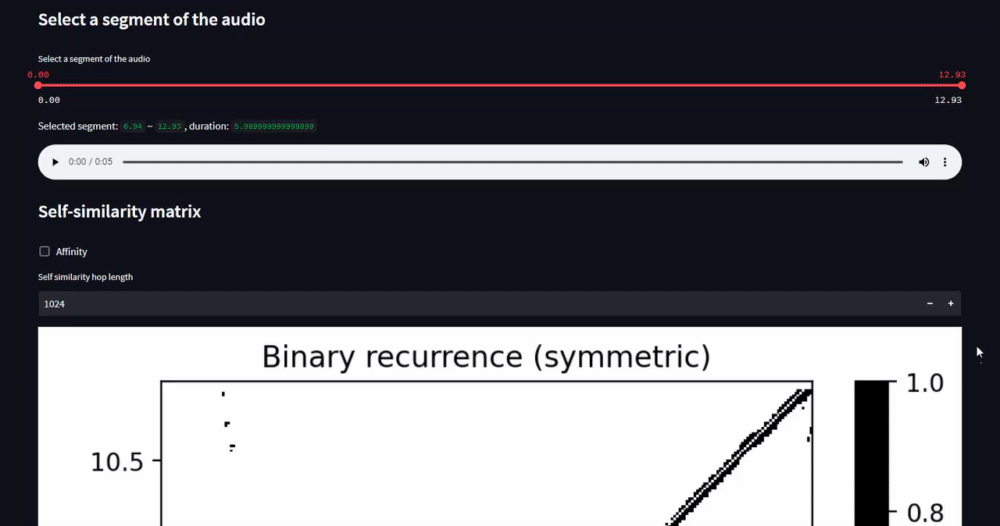 Select a segment of the audio
Select a segment of the audio
0.00 12.93
0.00 12.93
Selected segment: 6.94 – 12.93, duration: 5.969999999999999
0:00 / 0:05
Self-similarity matrix
Affinity
Self similarity hop length
1024 − +
Binary recurrence (symmetric)
1.0
10.5
0.8